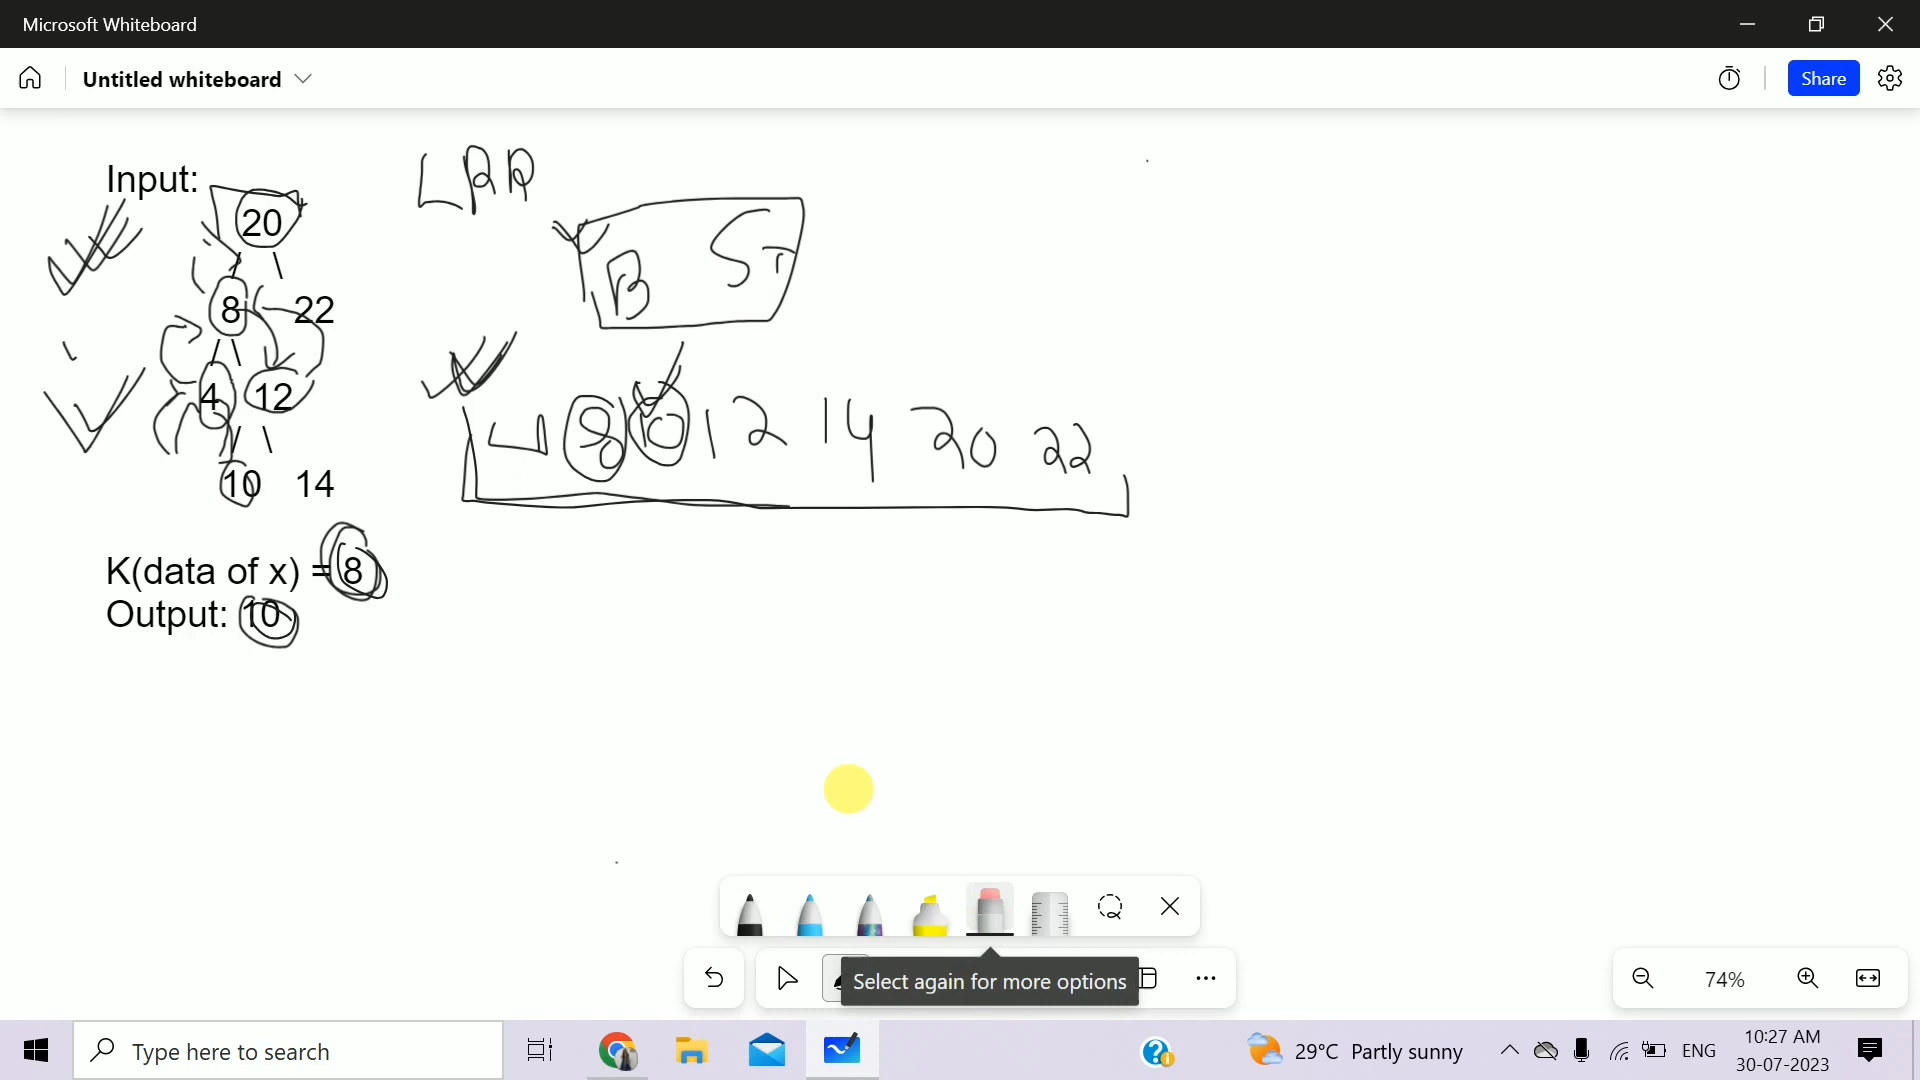 Microsoft Whiteboard
Untitled whiteboard
Share
Input:
20
8 22
4 12
10 14
K(data of x) = 8
Output: 10
LRR
B ST
4 8 10 12 14 20 22
Select again for more options
74%
Type here to search
29°C Partly sunny
ENG
10:27 AM
30-07-2023